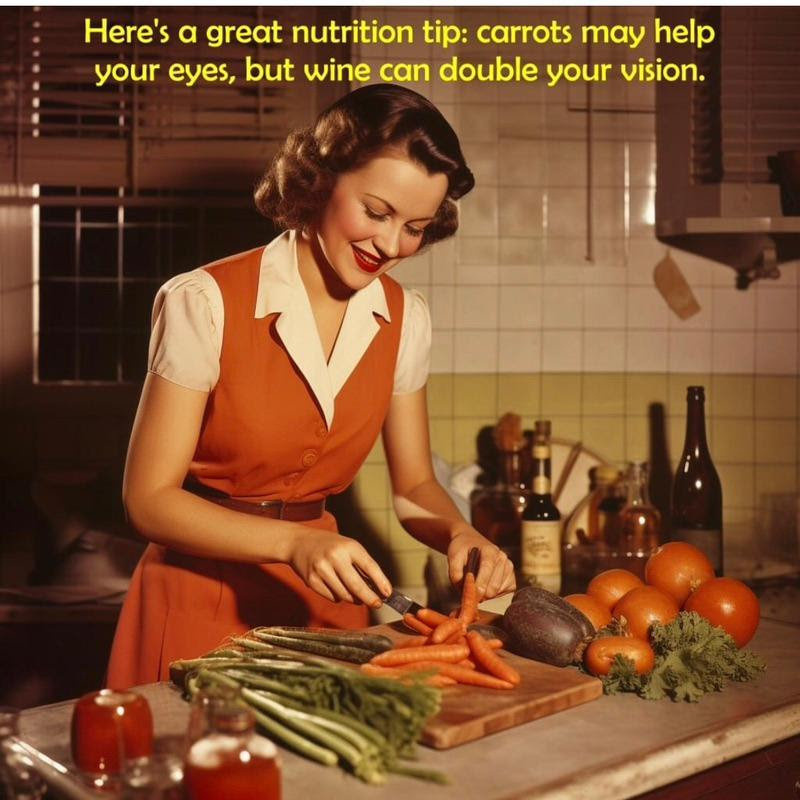 Here's a great nutrition tip: carrots may help
your eyes, but wine can double your vision.